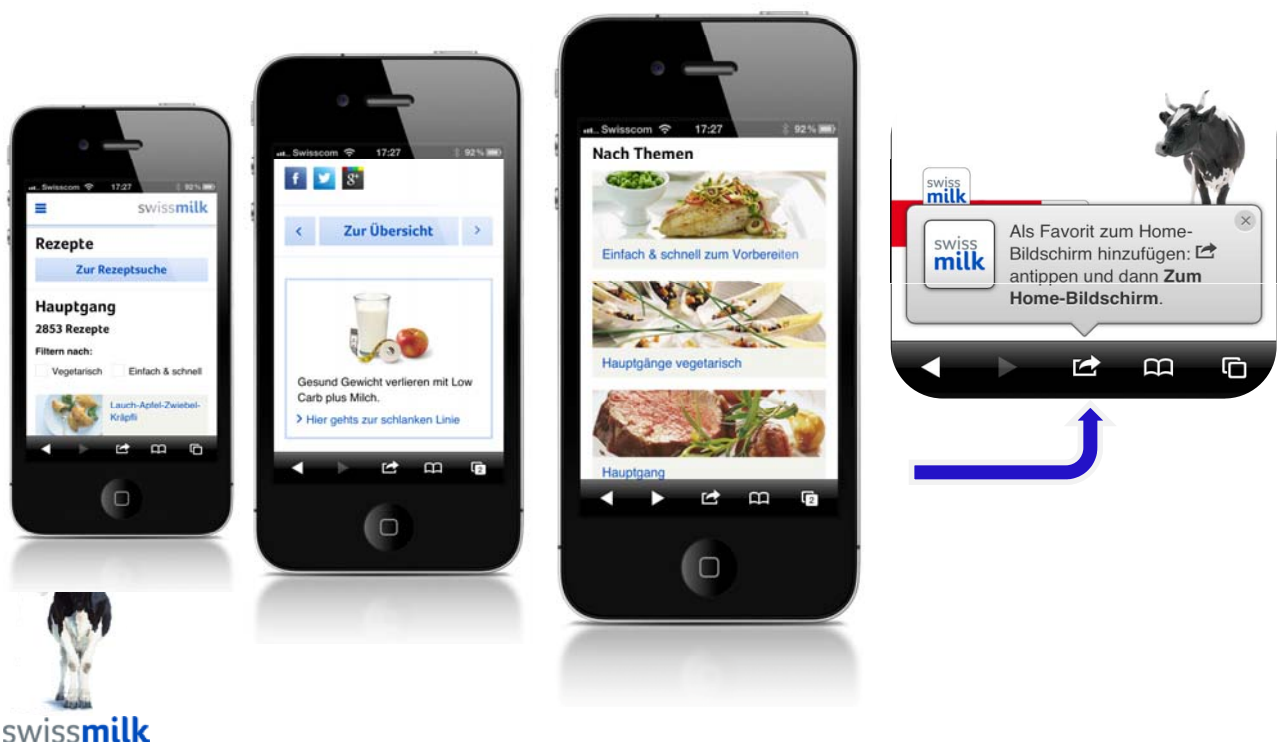 Swisscom 17:27 92%
swissmilk
Rezepte
Zur Rezeptsuche
Hauptgang
2853 Rezepte
Filtern nach:
Vegetarisch Einfach & schnell
Lauch-Apfel-Zwiebel-
Kräpfli
Swisscom 17:27 92%
f g+
Zur Übersicht
Gesund Gewicht verlieren mit Low
Carb plus Milch.
> Hier gehts zur schlanken Linie
2
Swisscom 17:27 92%
Nach Themen
Einfach & schnell zum Vorbereiten
Hauptgänge vegetarisch
Hauptgang
2
swiss
milk
swiss
milk
Als Favorit zum Home-
Bildschirm hinzufügen:
antippen und dann Zum
Home-Bildschirm.
swissmilk